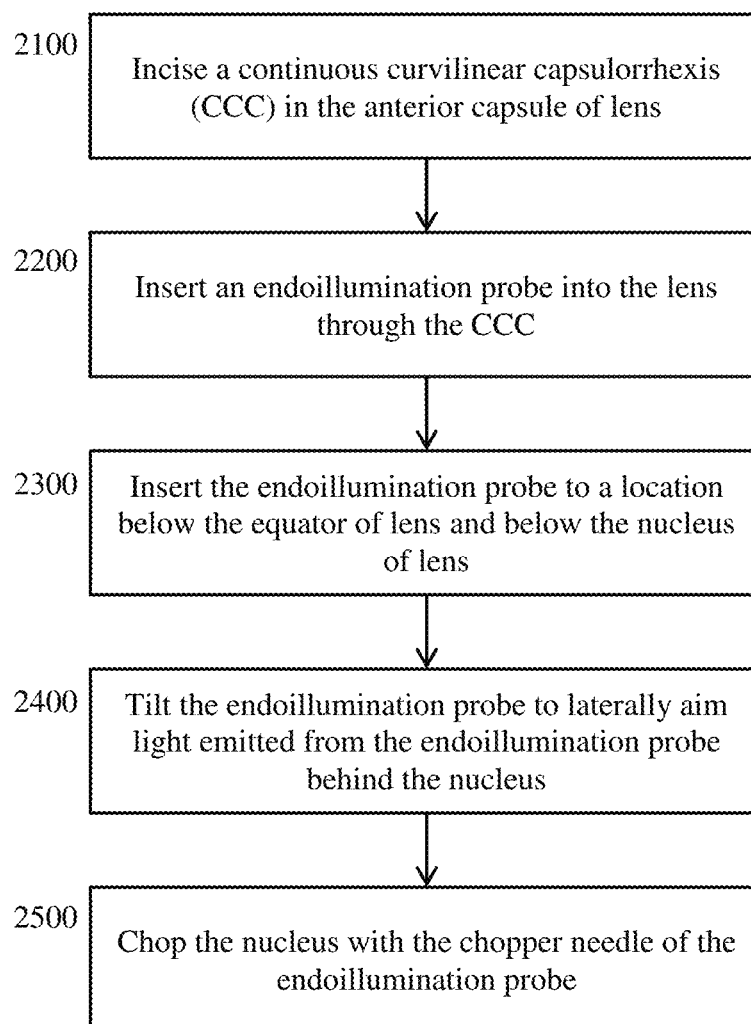 2100
Incise a continuous curvilinear capsulorrhexis
(CCC) in the anterior capsule of lens
2200
Insert an endoillumination probe into the lens
through the CCC
2300
Insert the endoillumination probe to a location
below the equator of lens and below the nucleus
of lens
2400
Tilt the endoillumination probe to laterally aim
light emitted from the endoillumination probe
behind the nucleus
2500
Chop the nucleus with the chopper needle of the
endoillumination probe